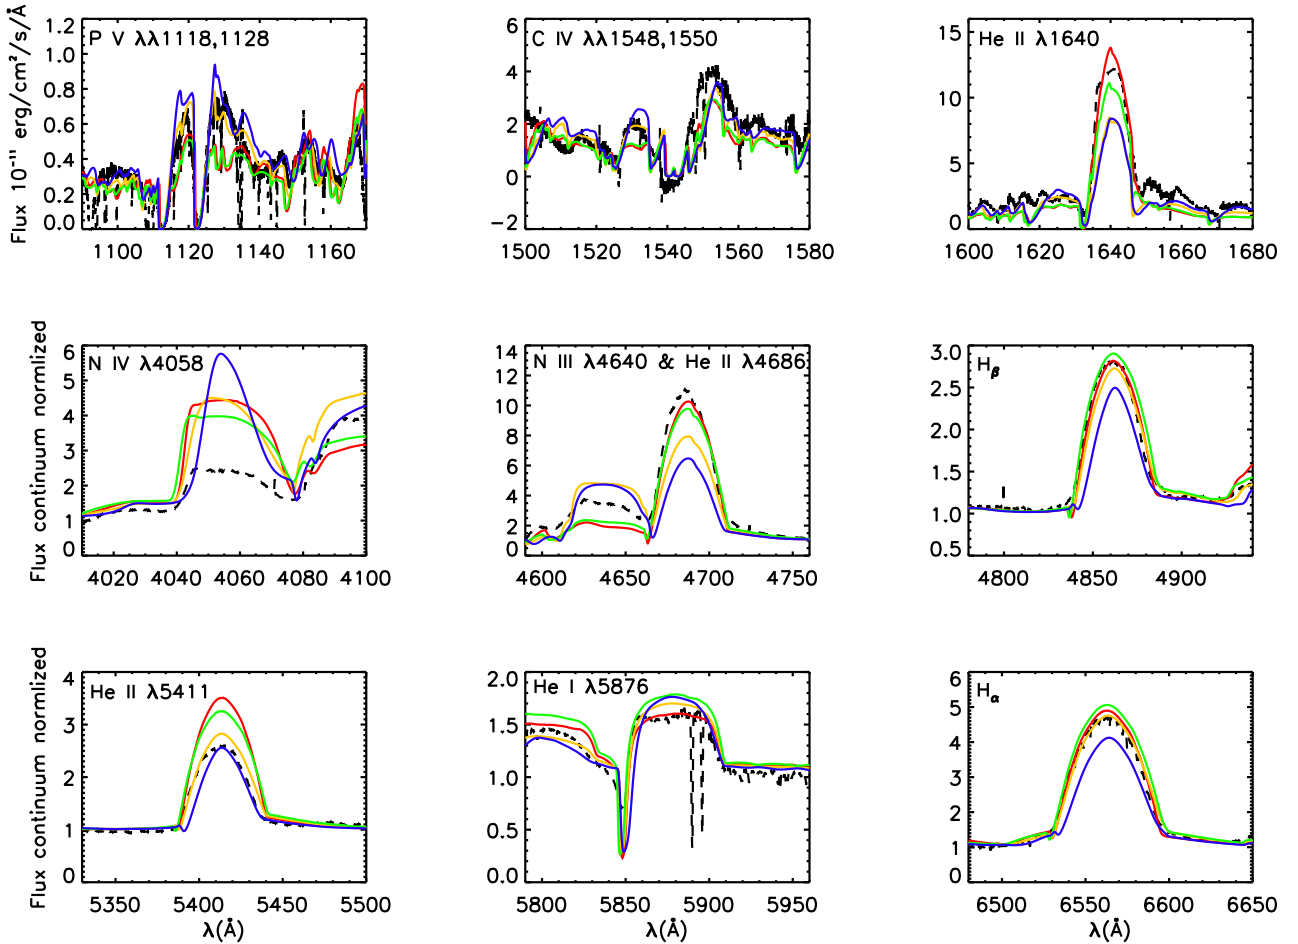 Flux 10⁻¹¹ erg/cm²/s/Å
P V λλ1118,1128
1.2
1.0
0.8
0.6
0.4
0.2
0.0
1100 1120 1140 1160
C IV λλ1548,1550
6
4
2
0
−2
1500 1520 1540 1560 1580
He II λ1640
15
10
5
0
1600 1620 1640 1660 1680
Flux continuum normlized
N IV λ4058
6
5
4
3
2
1
0
4020 4040 4060 4080 4100
N III λ4640 & He II λ4686
14
12
10
8
6
4
2
0
4600 4650 4700 4750
Hβ
3.0
2.5
2.0
1.5
1.0
0.5
4800 4850 4900
Flux continuum normlized
He II λ5411
4
3
2
1
0
5350 5400 5450 5500
λ(Å)
He I λ5876
2.0
1.5
1.0
0.5
0.0
5800 5850 5900 5950
λ(Å)
Hα
6
5
4
3
2
1
0
6500 6550 6600 6650
λ(Å)